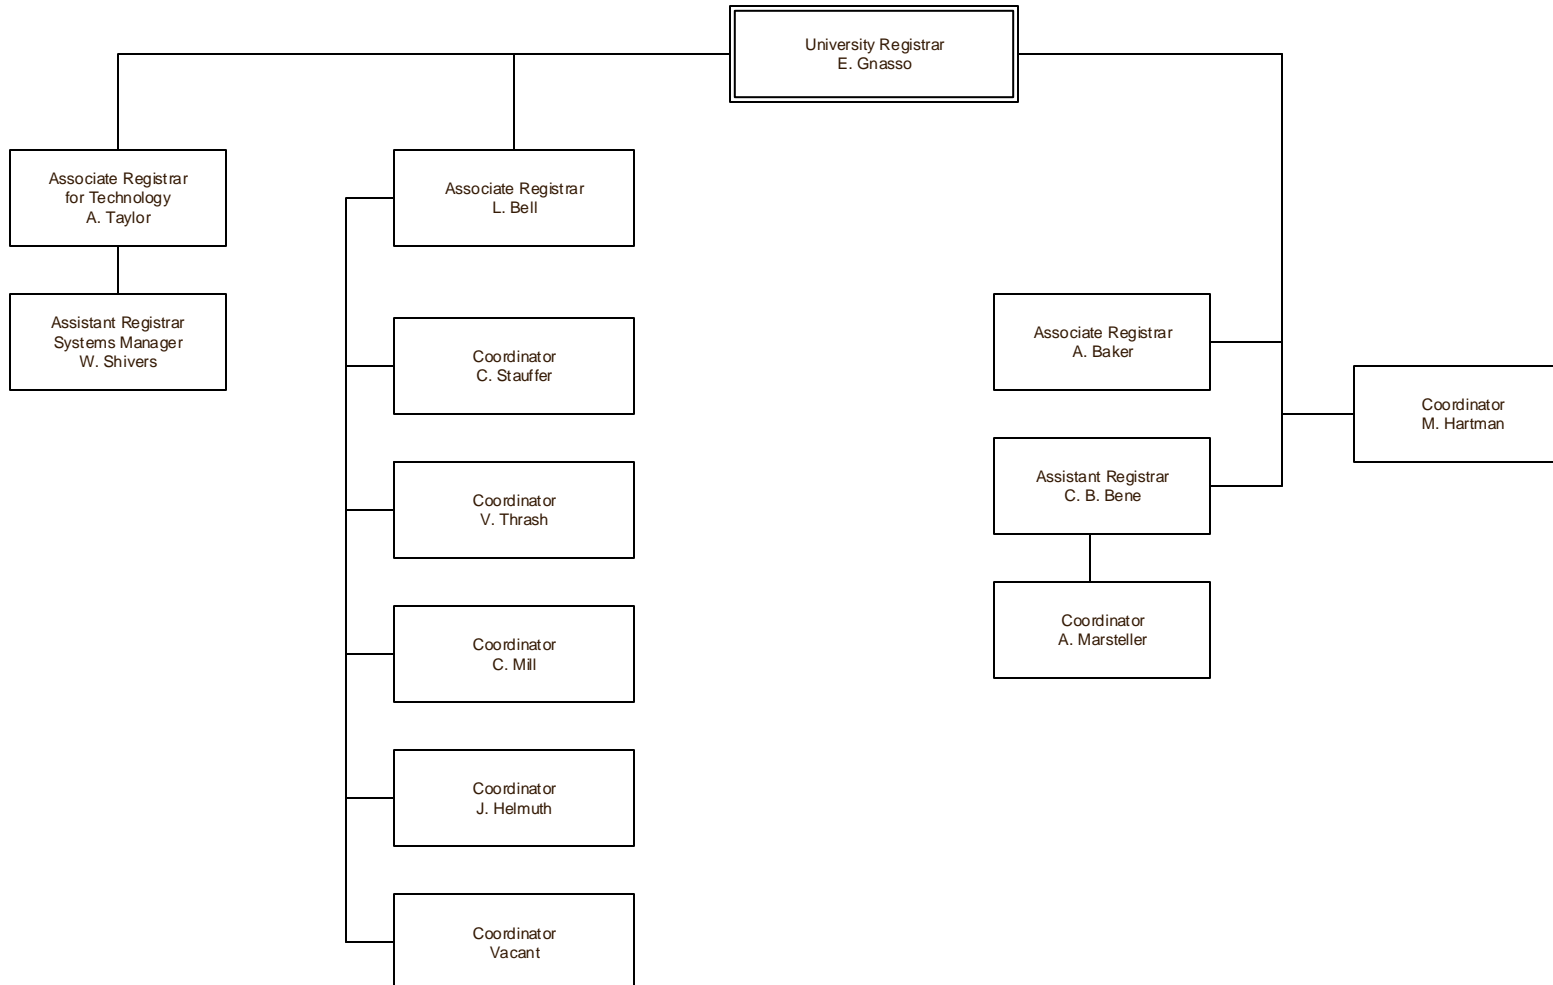 University Registrar
E. Gnasso
Associate Registrar
for Technology
A. Taylor
Associate Registrar
L. Bell
Assistant Registrar
Systems Manager
W. Shivers
Coordinator
C. Stauffer
Coordinator
V. Thrash
Coordinator
C. Mill
Coordinator
J. Helmuth
Coordinator
Vacant
Associate Registrar
A. Baker
Assistant Registrar
C. B. Bene
Coordinator
A. Marsteller
Coordinator
M. Hartman